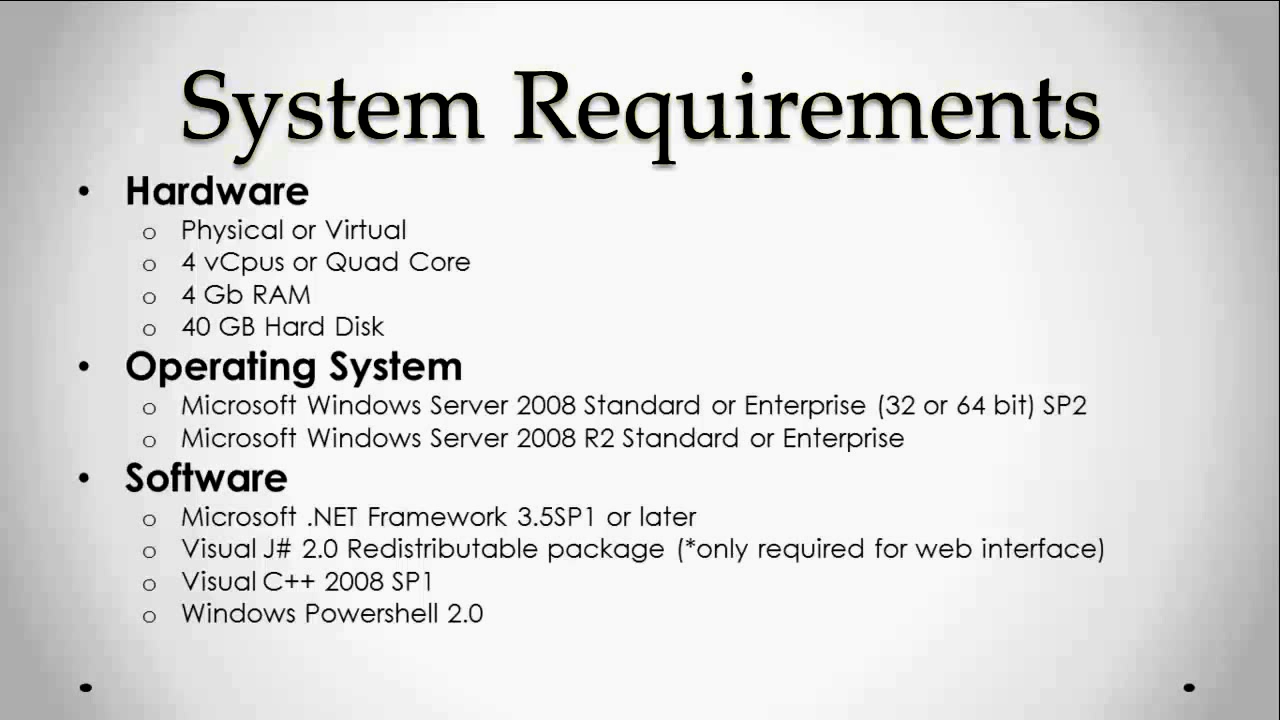 System Requirements
• Hardware
o Physical or Virtual
o 4 vCpus or Quad Core
o 4 Gb RAM
o 40 GB Hard Disk
• Operating System
o Microsoft Windows Server 2008 Standard or Enterprise (32 or 64 bit) SP2
o Microsoft Windows Server 2008 R2 Standard or Enterprise
• Software
o Microsoft .NET Framework 3.5SP1 or later
o Visual J# 2.0 Redistributable package (*only required for web interface)
o Visual C++ 2008 SP1
o Windows Powershell 2.0